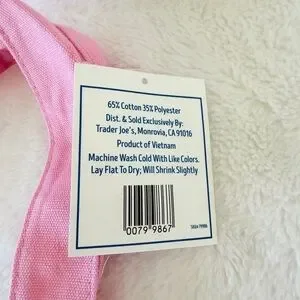 65% Cotton 35% Polyester
Dist. & Sold Exclusively By:
Trader Joe's, Monrovia, CA 91016
Product of Vietnam
Machine Wash Cold With Like Colors.
Lay Flat To Dry; Will Shrink Slightly
0079 9867